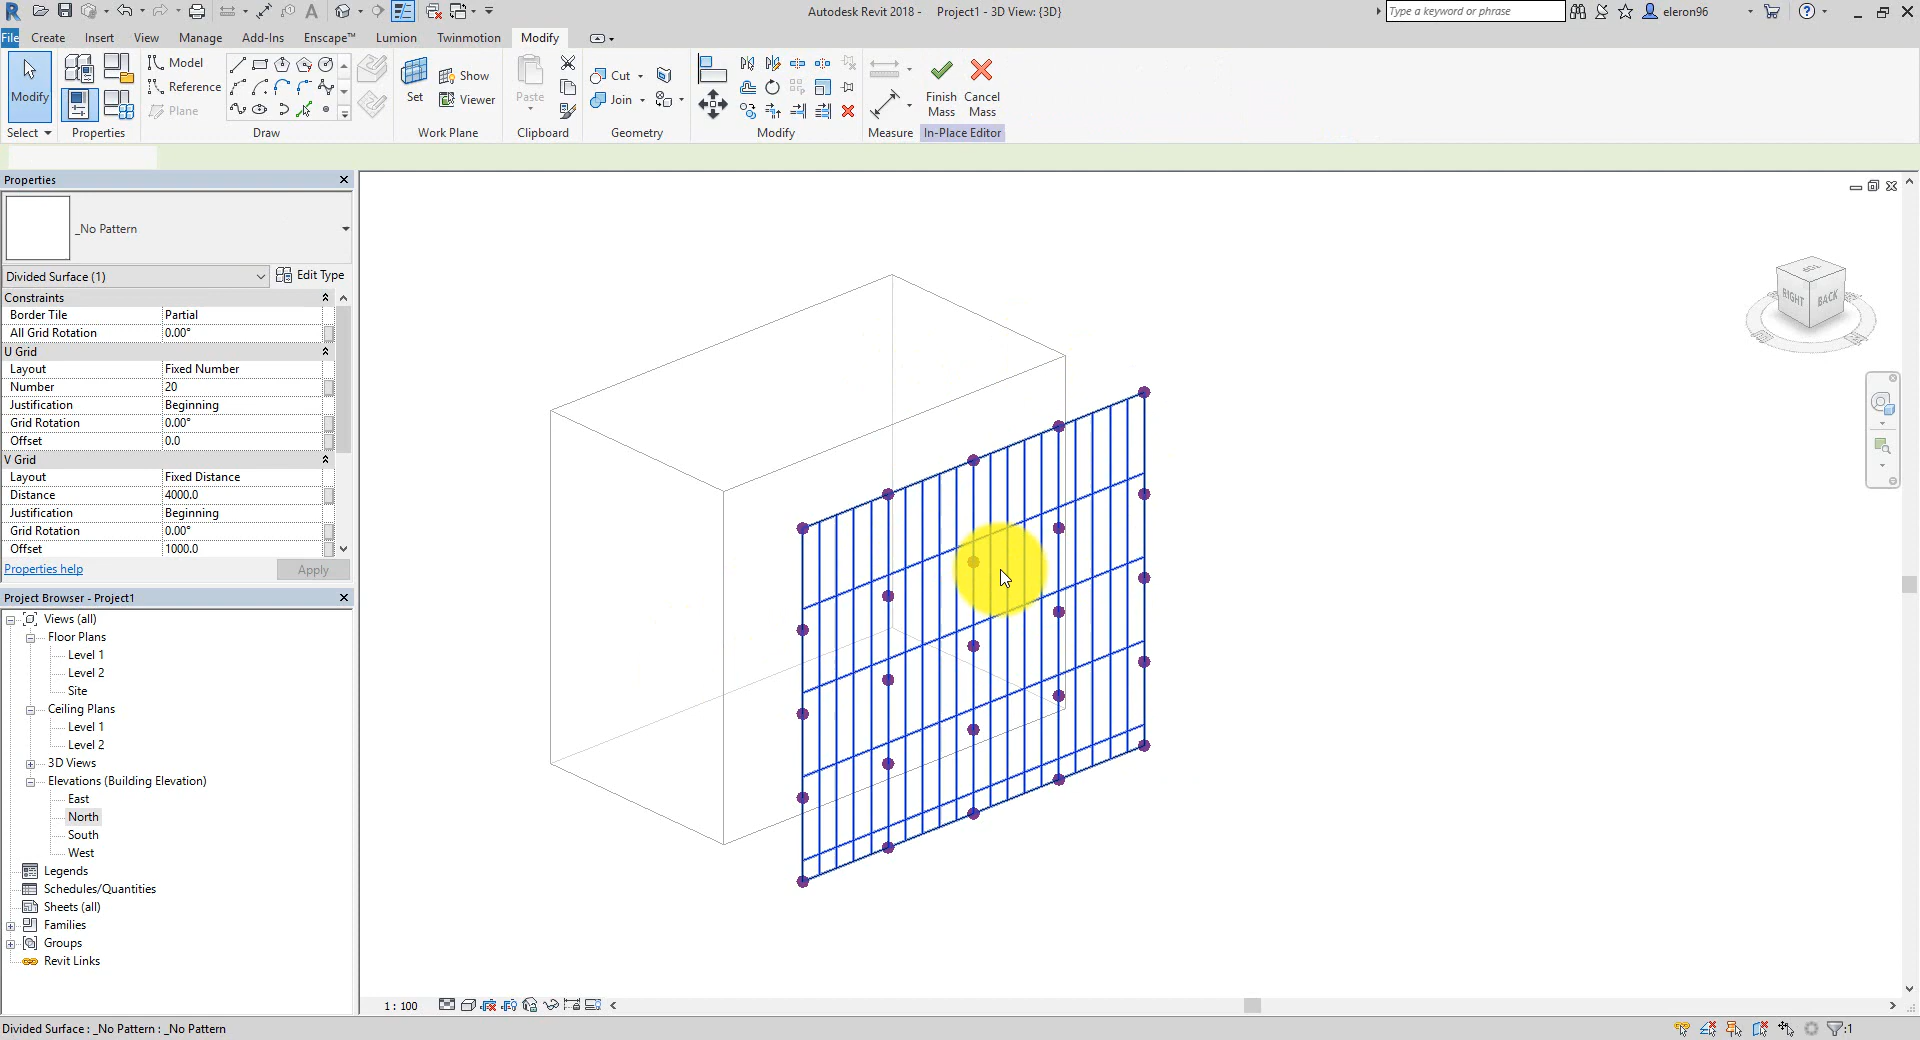 Autodesk Revit 2018 - Project1 - 3D View: {3D}
Type a keyword or phrase
eleron96
File Create Insert View Manage Add-Ins Enscape™ Lumion Twinmotion Modify
Modify
Select
Properties
Model
Reference
Plane
Draw
Set
Show
Viewer
Work Plane
Paste
Clipboard
Cut
Join
Geometry
Modify
Measure
Finish Mass
Cancel Mass
In-Place Editor
Properties
_No Pattern
Divided Surface (1)
Edit Type
Constraints
Border Tile Partial
All Grid Rotation 0.00°
U Grid
Layout Fixed Number
Number 20
Justification Beginning
Grid Rotation 0.00°
Offset 0.0
V Grid
Layout Fixed Distance
Distance 4000.0
Justification Beginning
Grid Rotation 0.00°
Offset 1000.0
Properties help
Apply
Project Browser - Project1
Views (all)
Floor Plans
Level 1
Level 2
Site
Ceiling Plans
Level 1
Level 2
3D Views
Elevations (Building Elevation)
East
North
South
West
Legends
Schedules/Quantities
Sheets (all)
Families
Groups
Revit Links
TOP
RIGHT
BACK
1 : 100
Divided Surface : _No Pattern : _No Pattern
:1